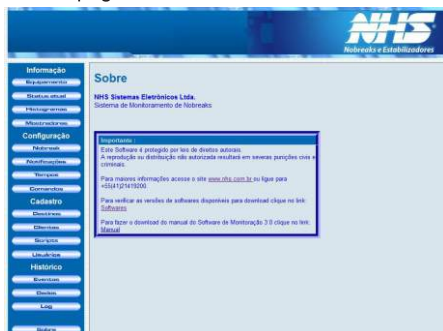 NHS
Nobreaks e Estabilizadores
Informação
Equipamento
Status atual
Histogramas
Mostradores
Configuração
Nobreak
Notificações
Tempos
Comandos
Cadastro
Destinos
Clientes
Scripts
Usuários
Histórico
Eventos
Dados
Log
Sobre
Sobre
NHS Sistemas Eletrônicos Ltda.
Sistema de Monitoramento de Nobreaks
Importante :
Este Software é protegido por leis de direitos autorais.
A reprodução ou distribuição não autorizada resultará em severas punições civis e
criminais.
Para maiores informações acesse o site www.nhs.com.br ou ligue para
+55(41)21419200.
Para verificar as versões de softwares disponíveis para download clique no link:
Softwares
Para fazer o download do manual do Software de Monitoração 3.0 clique no link:
Manual